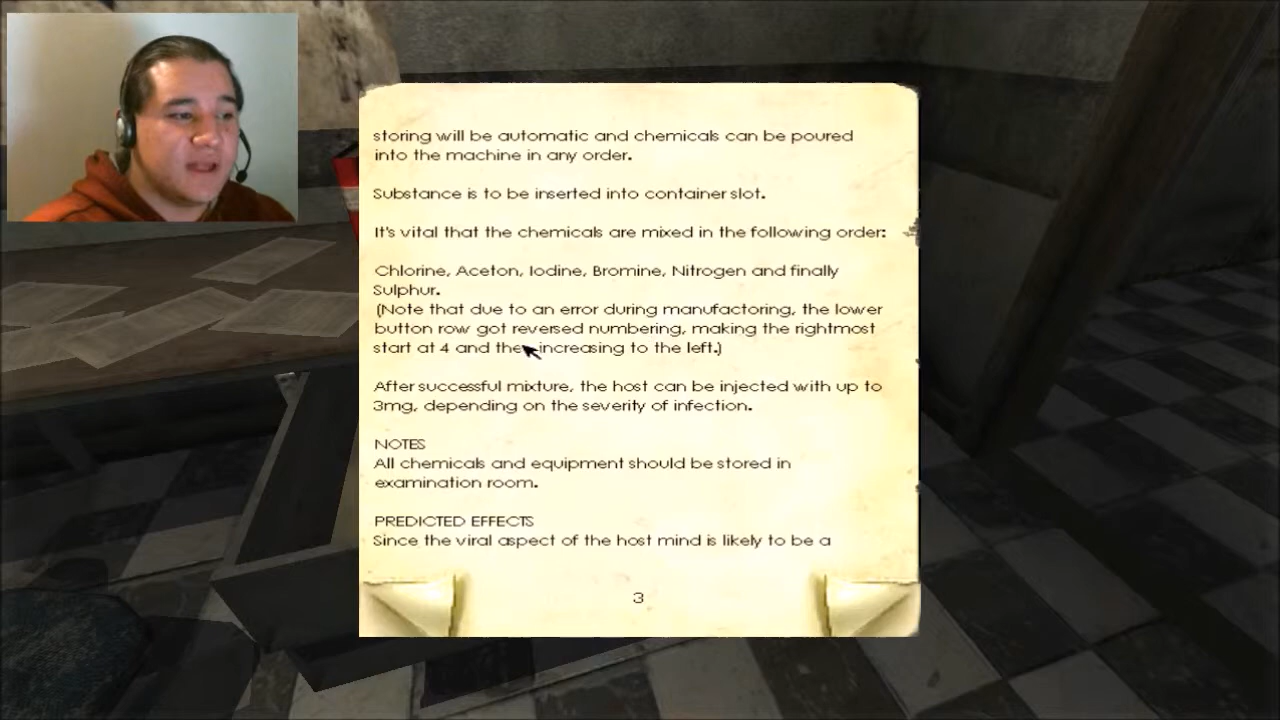 storing will be automatic and chemicals can be poured
into the machine in any order.
Substance is to be inserted into container slot.
It's vital that the chemicals are mixed in the following order:
Chlorine, Aceton, Iodine, Bromine, Nitrogen and finally
Sulphur.
(Note that due to an error during manufactoring, the lower
button row got reversed numbering, making the rightmost
start at 4 and the increasing to the left.)
After successful mixture, the host can be injected with up to
3mg, depending on the severity of infection.
NOTES
All chemicals and equipment should be stored in
examination room.
PREDICTED EFFECTS
Since the viral aspect of the host mind is likely to be a
3